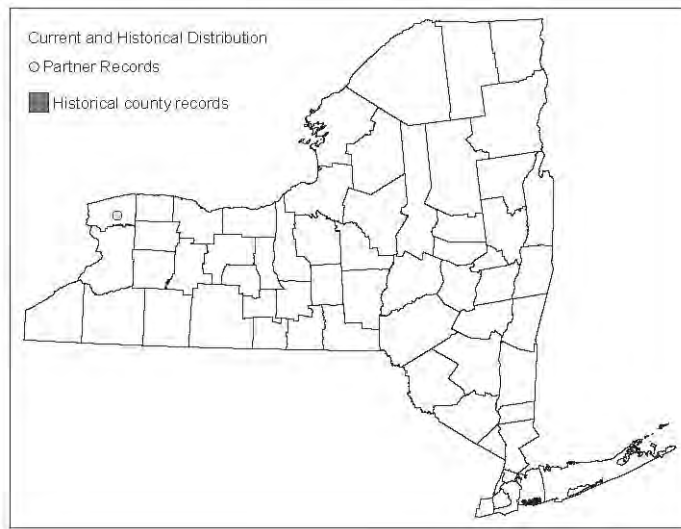 Current and Historical Distribution
Partner Records
Historical county records